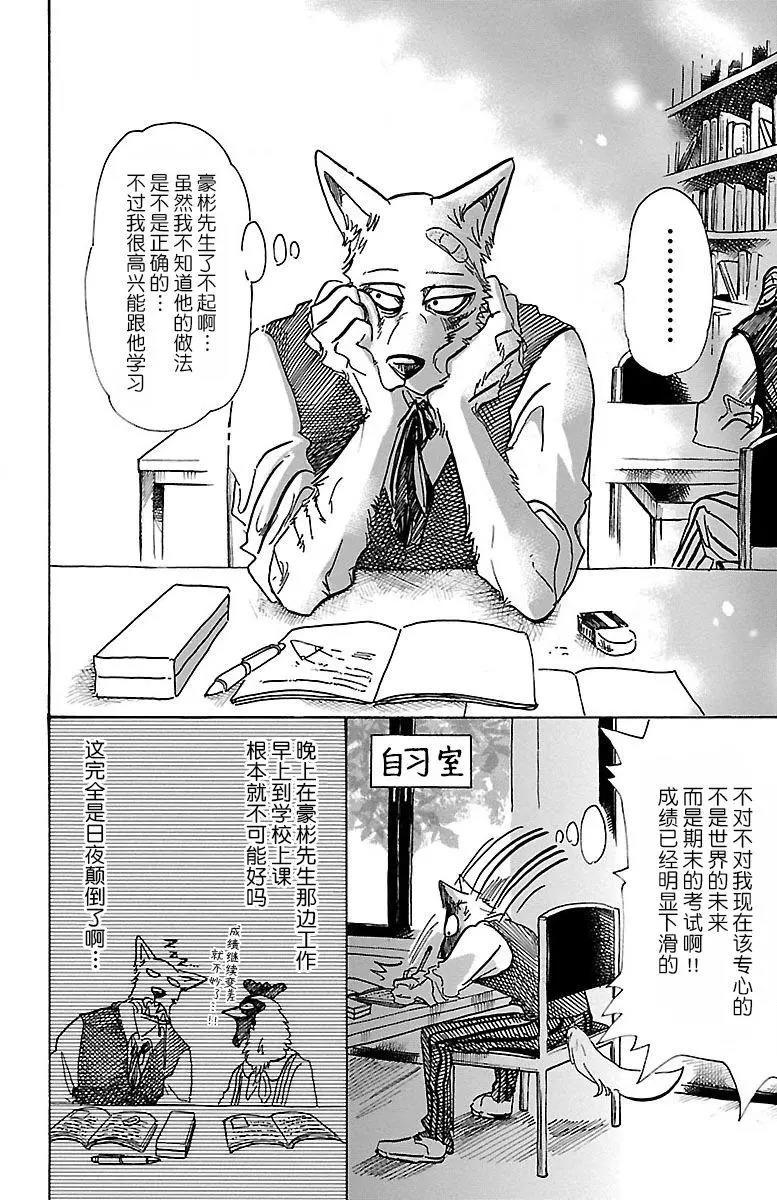 …………
豪彬先生了不起啊…
虽然我不知道他的做法
是不是正确的…
不过我很高兴能跟他学习
不对不对我现在该专心的
不是世界的未来
而是期末的考试啊!!
成绩已经明显下滑的
自习室
晚上在豪彬先生那边工作
早上到学校上课
根本就不可能好吗
这完全是日夜颠倒了啊…
zzz
成绩继续变差
就不妙了…!!